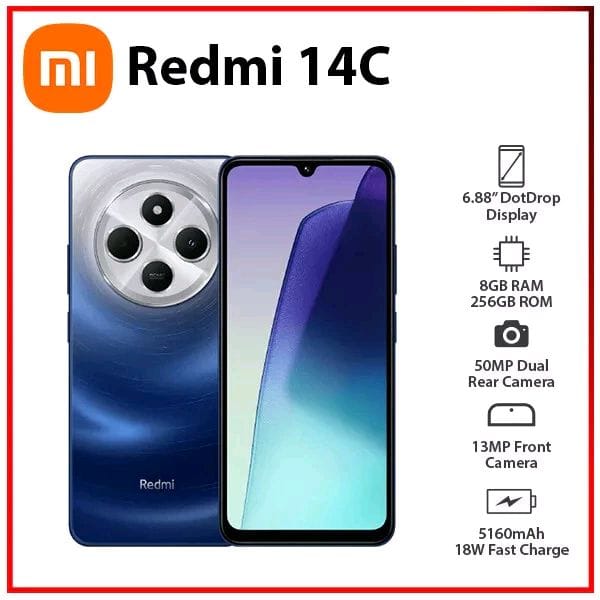 mi Redmi 14C
6.88” DotDrop
Display
8GB RAM
256GB ROM
50MP Dual
Rear Camera
13MP Front
Camera
5160mAh
18W Fast Charge
Redmi